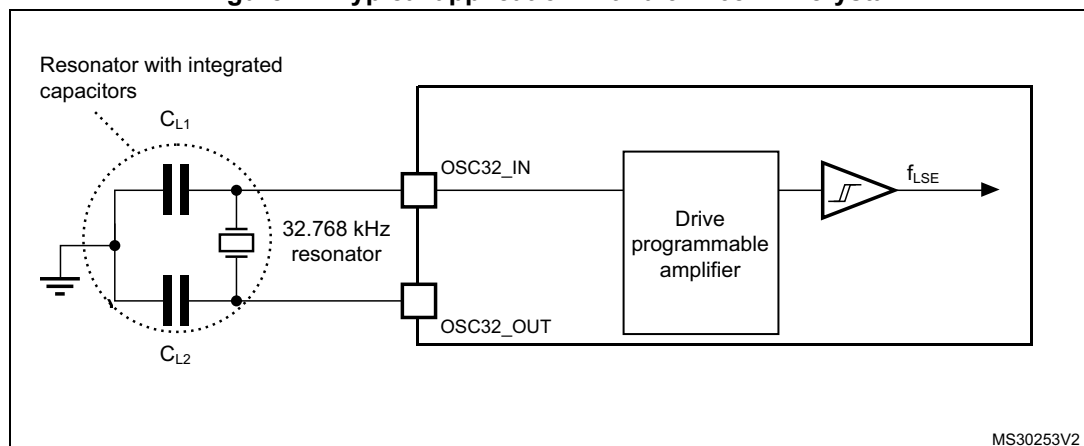 Resonator with integrated
capacitors
CL1
OSC32_IN
fLSE
32.768 kHz
resonator
Drive
programmable
amplifier
OSC32_OUT
CL2
MS30253V2